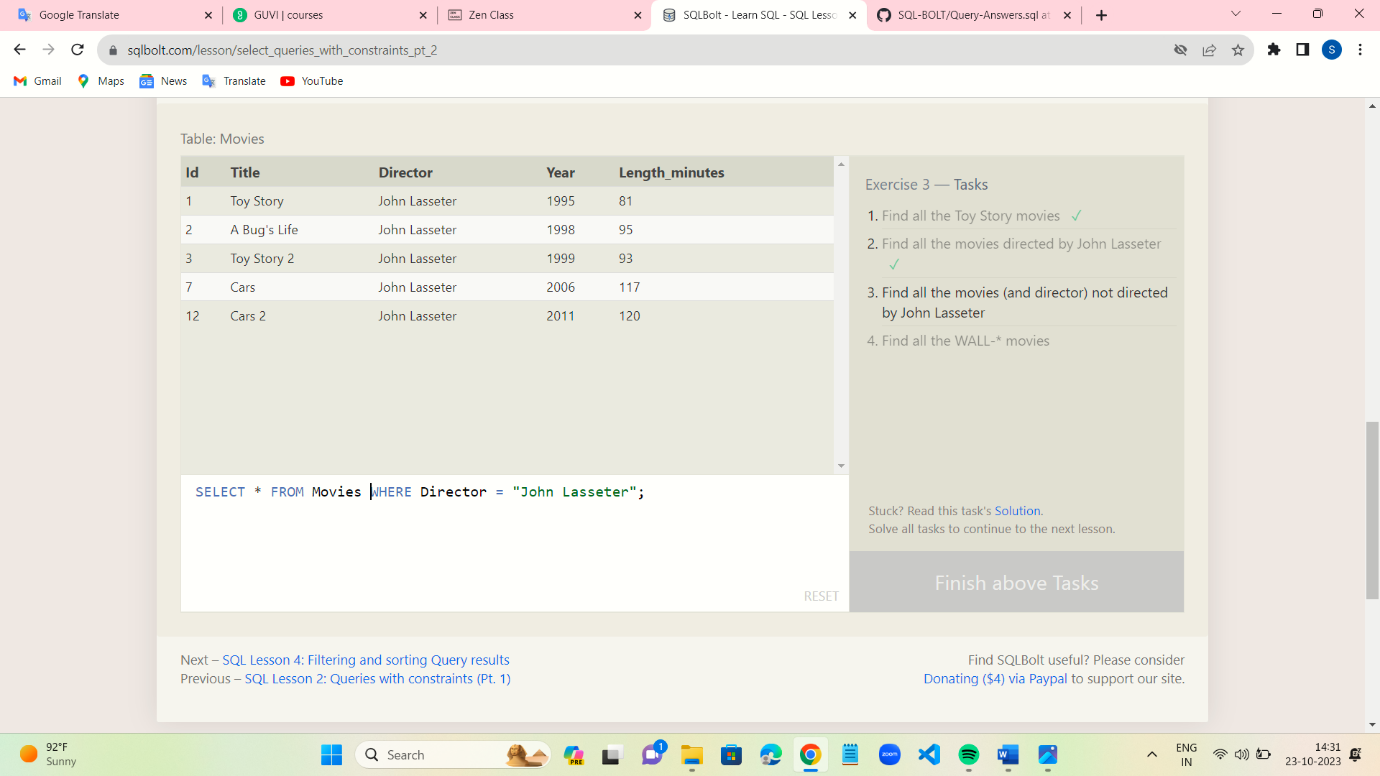 Google Translate
GUVI | courses
Zen Class
SQLBolt - Learn SQL - SQL Lesso
SQL-BOLT/Query-Answers.sql at
sqlbolt.com/lesson/select_queries_with_constraints_pt_2
S
Gmail
Maps
News
Translate
YouTube
Table: Movies
Id Title Director Year Length_minutes
1 Toy Story John Lasseter 1995 81
2 A Bug's Life John Lasseter 1998 95
3 Toy Story 2 John Lasseter 1999 93
7 Cars John Lasseter 2006 117
12 Cars 2 John Lasseter 2011 120
Exercise 3 — Tasks
1. Find all the Toy Story movies ✓
2. Find all the movies directed by John Lasseter
✓
3. Find all the movies (and director) not directed
by John Lasseter
4. Find all the WALL-* movies
SELECT * FROM Movies WHERE Director = "John Lasseter";
RESET
Stuck? Read this task's Solution.
Solve all tasks to continue to the next lesson.
Finish above Tasks
Next – SQL Lesson 4: Filtering and sorting Query results
Previous – SQL Lesson 2: Queries with constraints (Pt. 1)
Find SQLBolt useful? Please consider
Donating ($4) via Paypal to support our site.
92°F
Sunny
Search
PRE
1
zoom
ENG
IN
14:31
23-10-2023